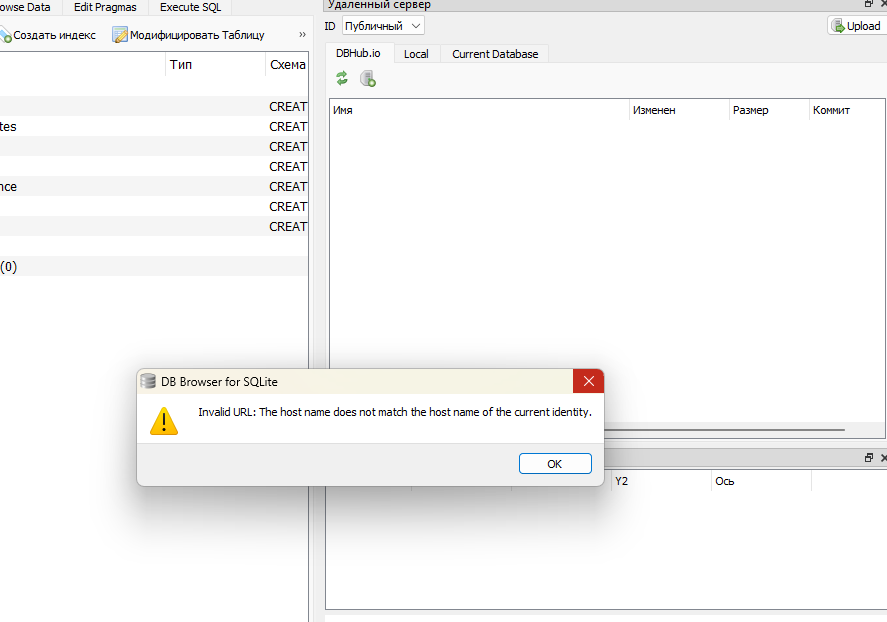 owse Data Edit Pragmas Execute SQL
Удаленный сервер
ID Публичный Upload
Создать индекс Модифицировать Таблицу »
DBHub.io Local Current Database
Тип Схема
Имя Изменен Размер Коммит
CREAT
tes CREAT
CREAT
CREAT
nce CREAT
CREAT
CREAT
(0)
DB Browser for SQLite
Invalid URL: The host name does not match the host name of the current identity.
OK
Y2 Ось